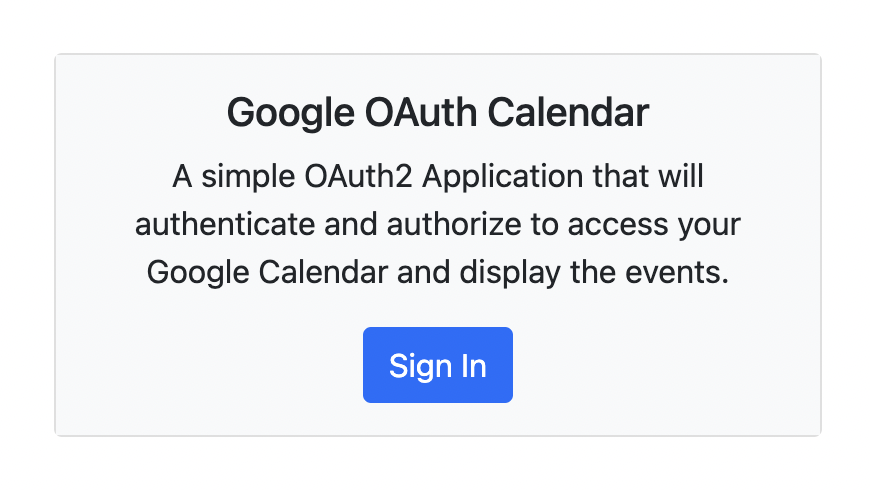 Google OAuth Calendar
A simple OAuth2 Application that will
authenticate and authorize to access your
Google Calendar and display the events.
Sign In